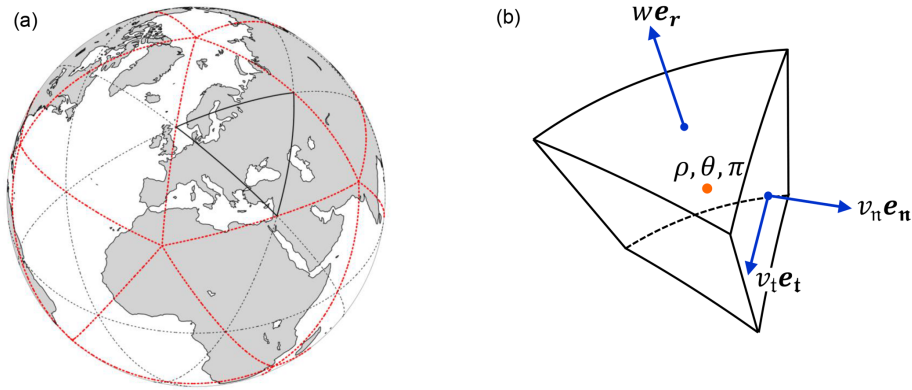 (a)
(b)
we_r
ρ, θ, π
v_n e_n
v_t e_t